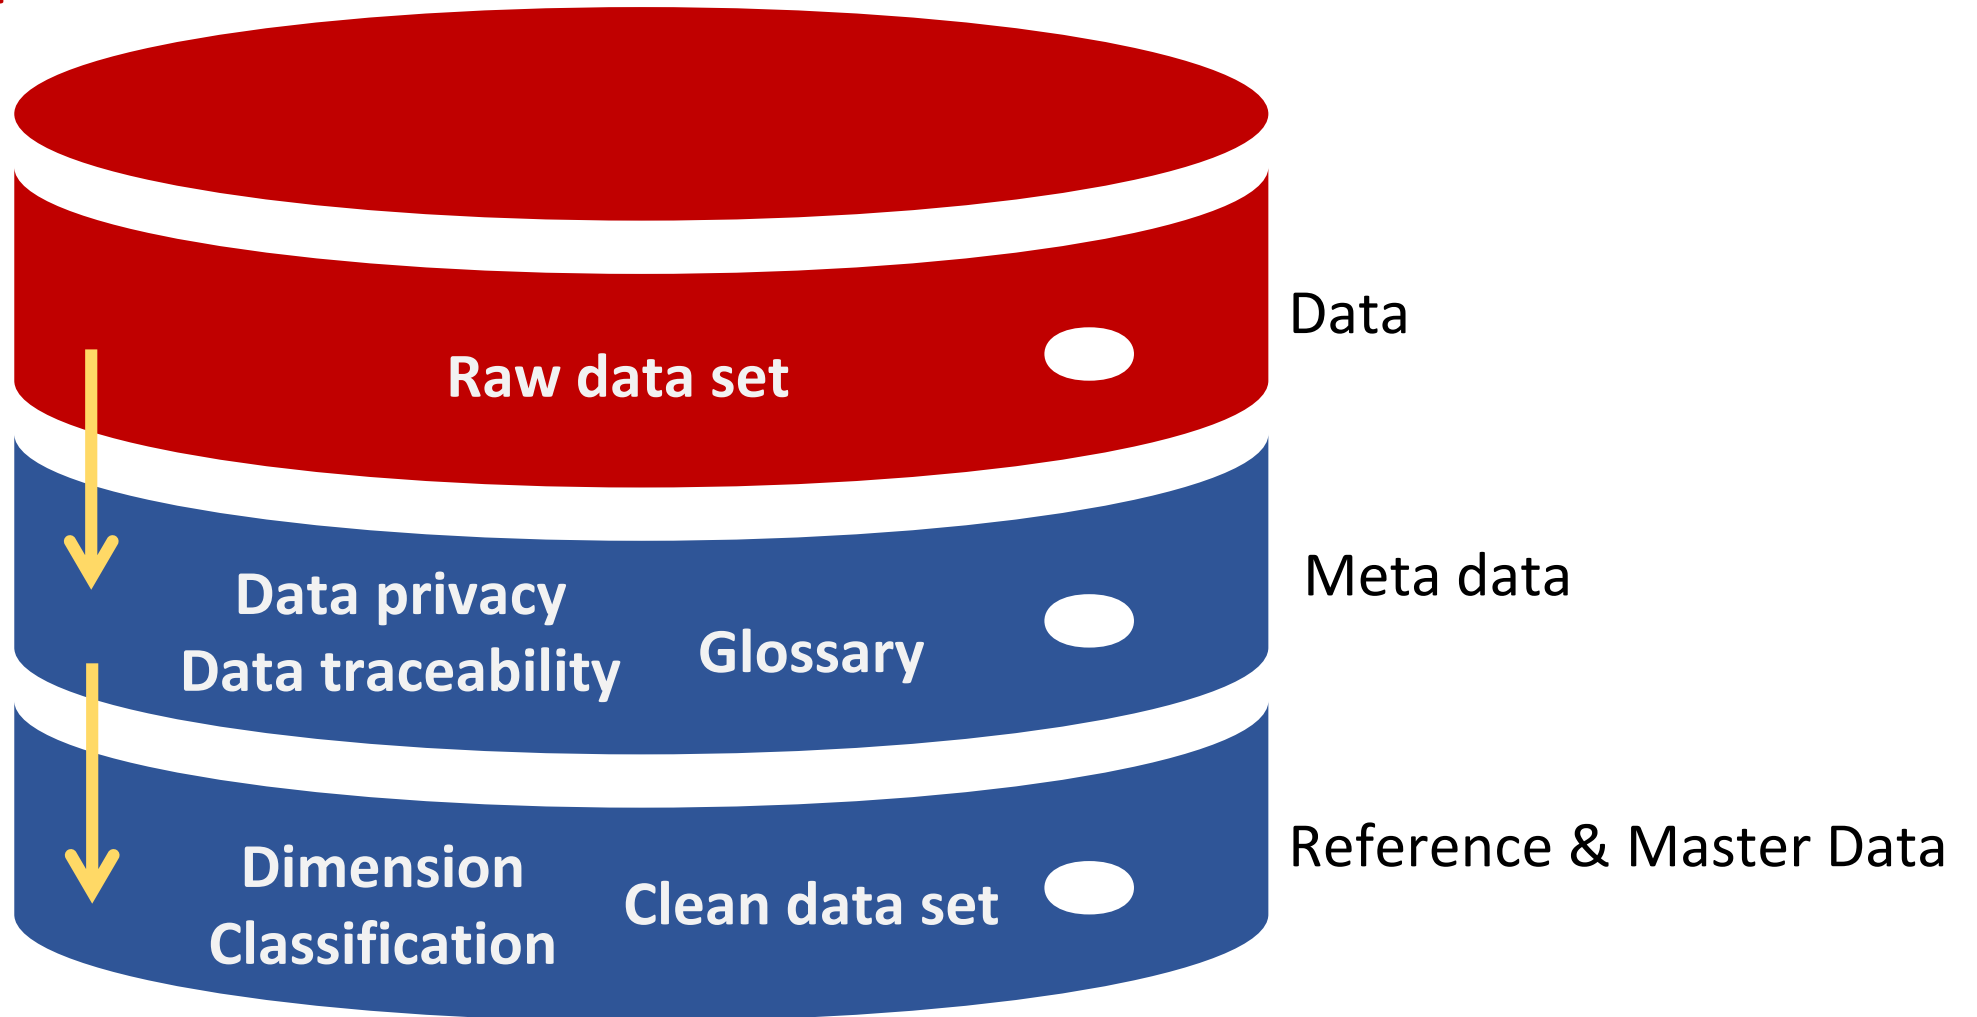 Data
Raw data set
Meta data
Data privacy
Data traceability
Glossary
Reference & Master Data
Dimension
Classification
Clean data set